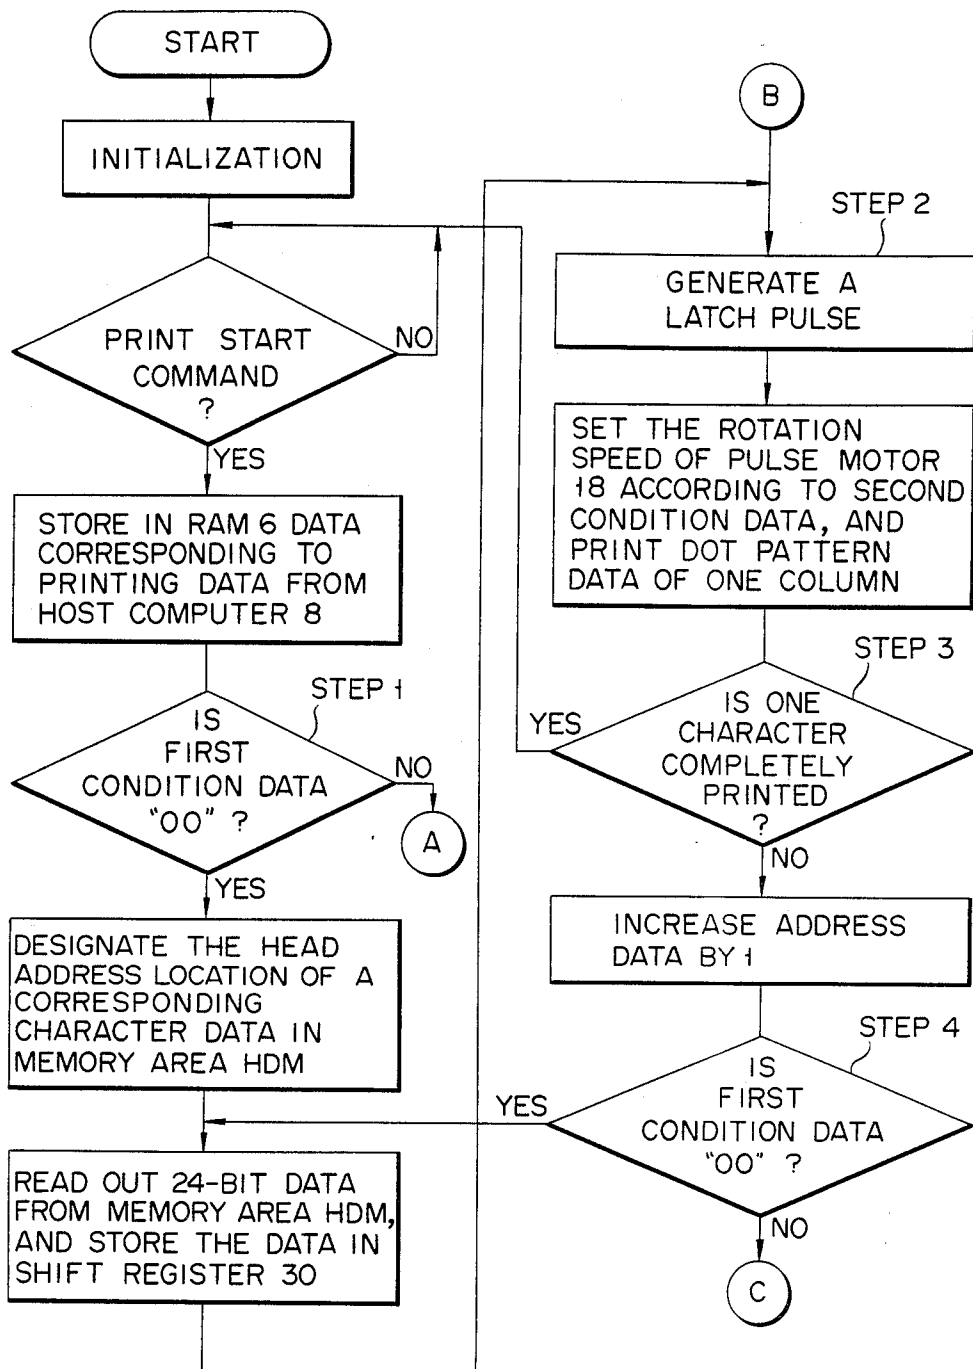 START
INITIALIZATION
PRINT START
COMMAND
?
NO
YES
STORE IN RAM 6 DATA
CORRESPONDING TO
PRINTING DATA FROM
HOST COMPUTER 8
STEP 1
IS
FIRST
CONDITION DATA
"00" ?
NO
A
YES
DESIGNATE THE HEAD
ADDRESS LOCATION OF A
CORRESPONDING
CHARACTER DATA IN
MEMORY AREA HDM
READ OUT 24-BIT DATA
FROM MEMORY AREA HDM,
AND STORE THE DATA IN
SHIFT REGISTER 30
B
STEP 2
GENERATE A
LATCH PULSE
SET THE ROTATION
SPEED OF PULSE MOTOR
18 ACCORDING TO SECOND
CONDITION DATA, AND
PRINT DOT PATTERN
DATA OF ONE COLUMN
STEP 3
YES
IS ONE
CHARACTER
COMPLETELY
PRINTED
?
NO
INCREASE ADDRESS
DATA BY 1
STEP 4
YES
IS
FIRST
CONDITION DATA
"00" ?
NO
C